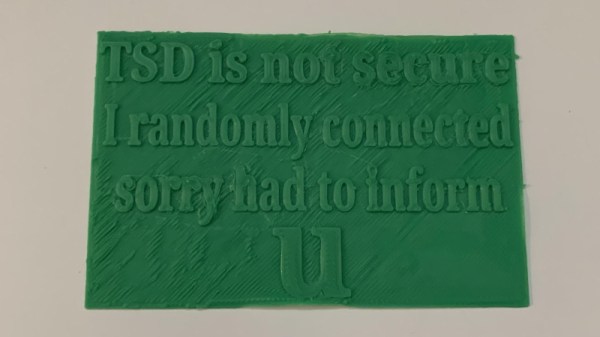 TSD is not secure
I randomly connected
sorry had to inform
u